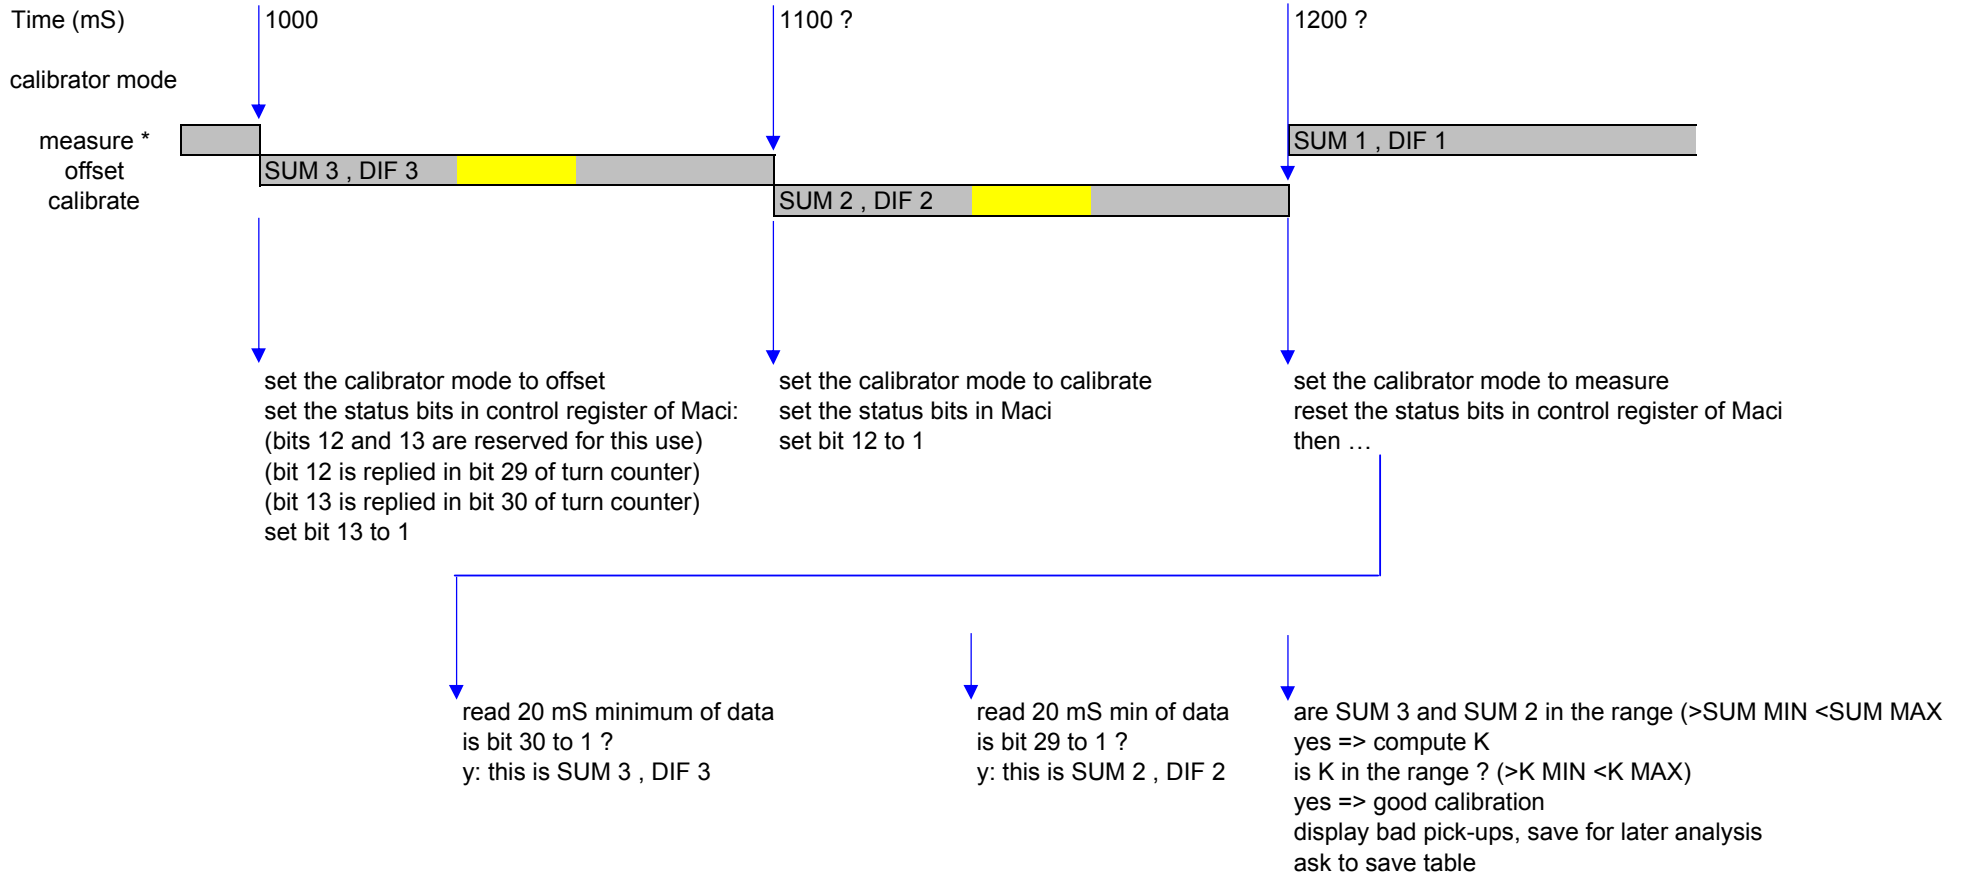 Time (mS)
1000
1100 ?
1200 ?
calibrator mode
measure *
SUM 1 , DIF 1
offset
SUM 3 , DIF 3
calibrate
SUM 2 , DIF 2
set the calibrator mode to offset
set the status bits in control register of Maci:
(bits 12 and 13 are reserved for this use)
(bit 12 is replied in bit 29 of turn counter)
(bit 13 is replied in bit 30 of turn counter)
set bit 13 to 1
set the calibrator mode to calibrate
set the status bits in Maci
set bit 12 to 1
set the calibrator mode to measure
reset the status bits in control register of Maci
then …
read 20 mS minimum of data
is bit 30 to 1 ?
y: this is SUM 3 , DIF 3
read 20 mS min of data
is bit 29 to 1 ?
y: this is SUM 2 , DIF 2
are SUM 3 and SUM 2 in the range (>SUM MIN <SUM MAX
yes => compute K
is K in the range ? (>K MIN <K MAX)
yes => good calibration
display bad pick-ups, save for later analysis
ask to save table